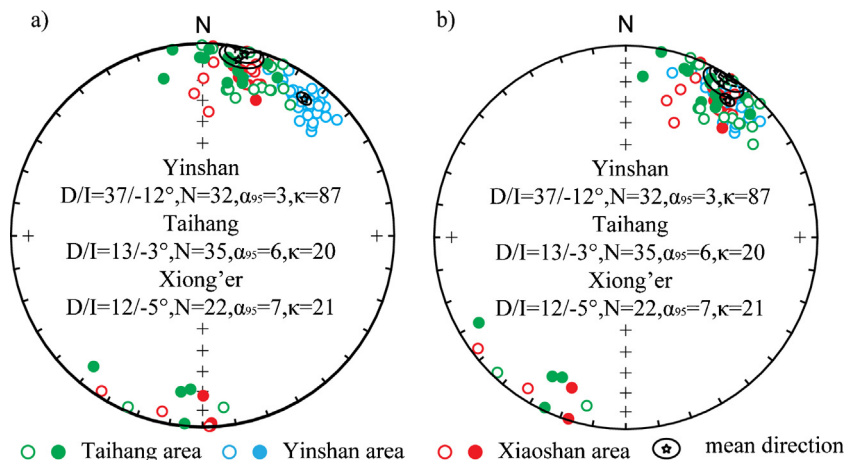 a)
N
Yinshan
D/I=37/-12°,N=32,α95=3,κ=87
Taihang
D/I=13/-3°,N=35,α95=6,κ=20
Xiong’er
D/I=12/-5°,N=22,α95=7,κ=21
b)
N
Yinshan
D/I=37/-12°,N=32,α95=3,κ=87
Taihang
D/I=13/-3°,N=35,α95=6,κ=20
Xiong’er
D/I=12/-5°,N=22,α95=7,κ=21
Taihang area Yinshan area Xiaoshan area mean direction